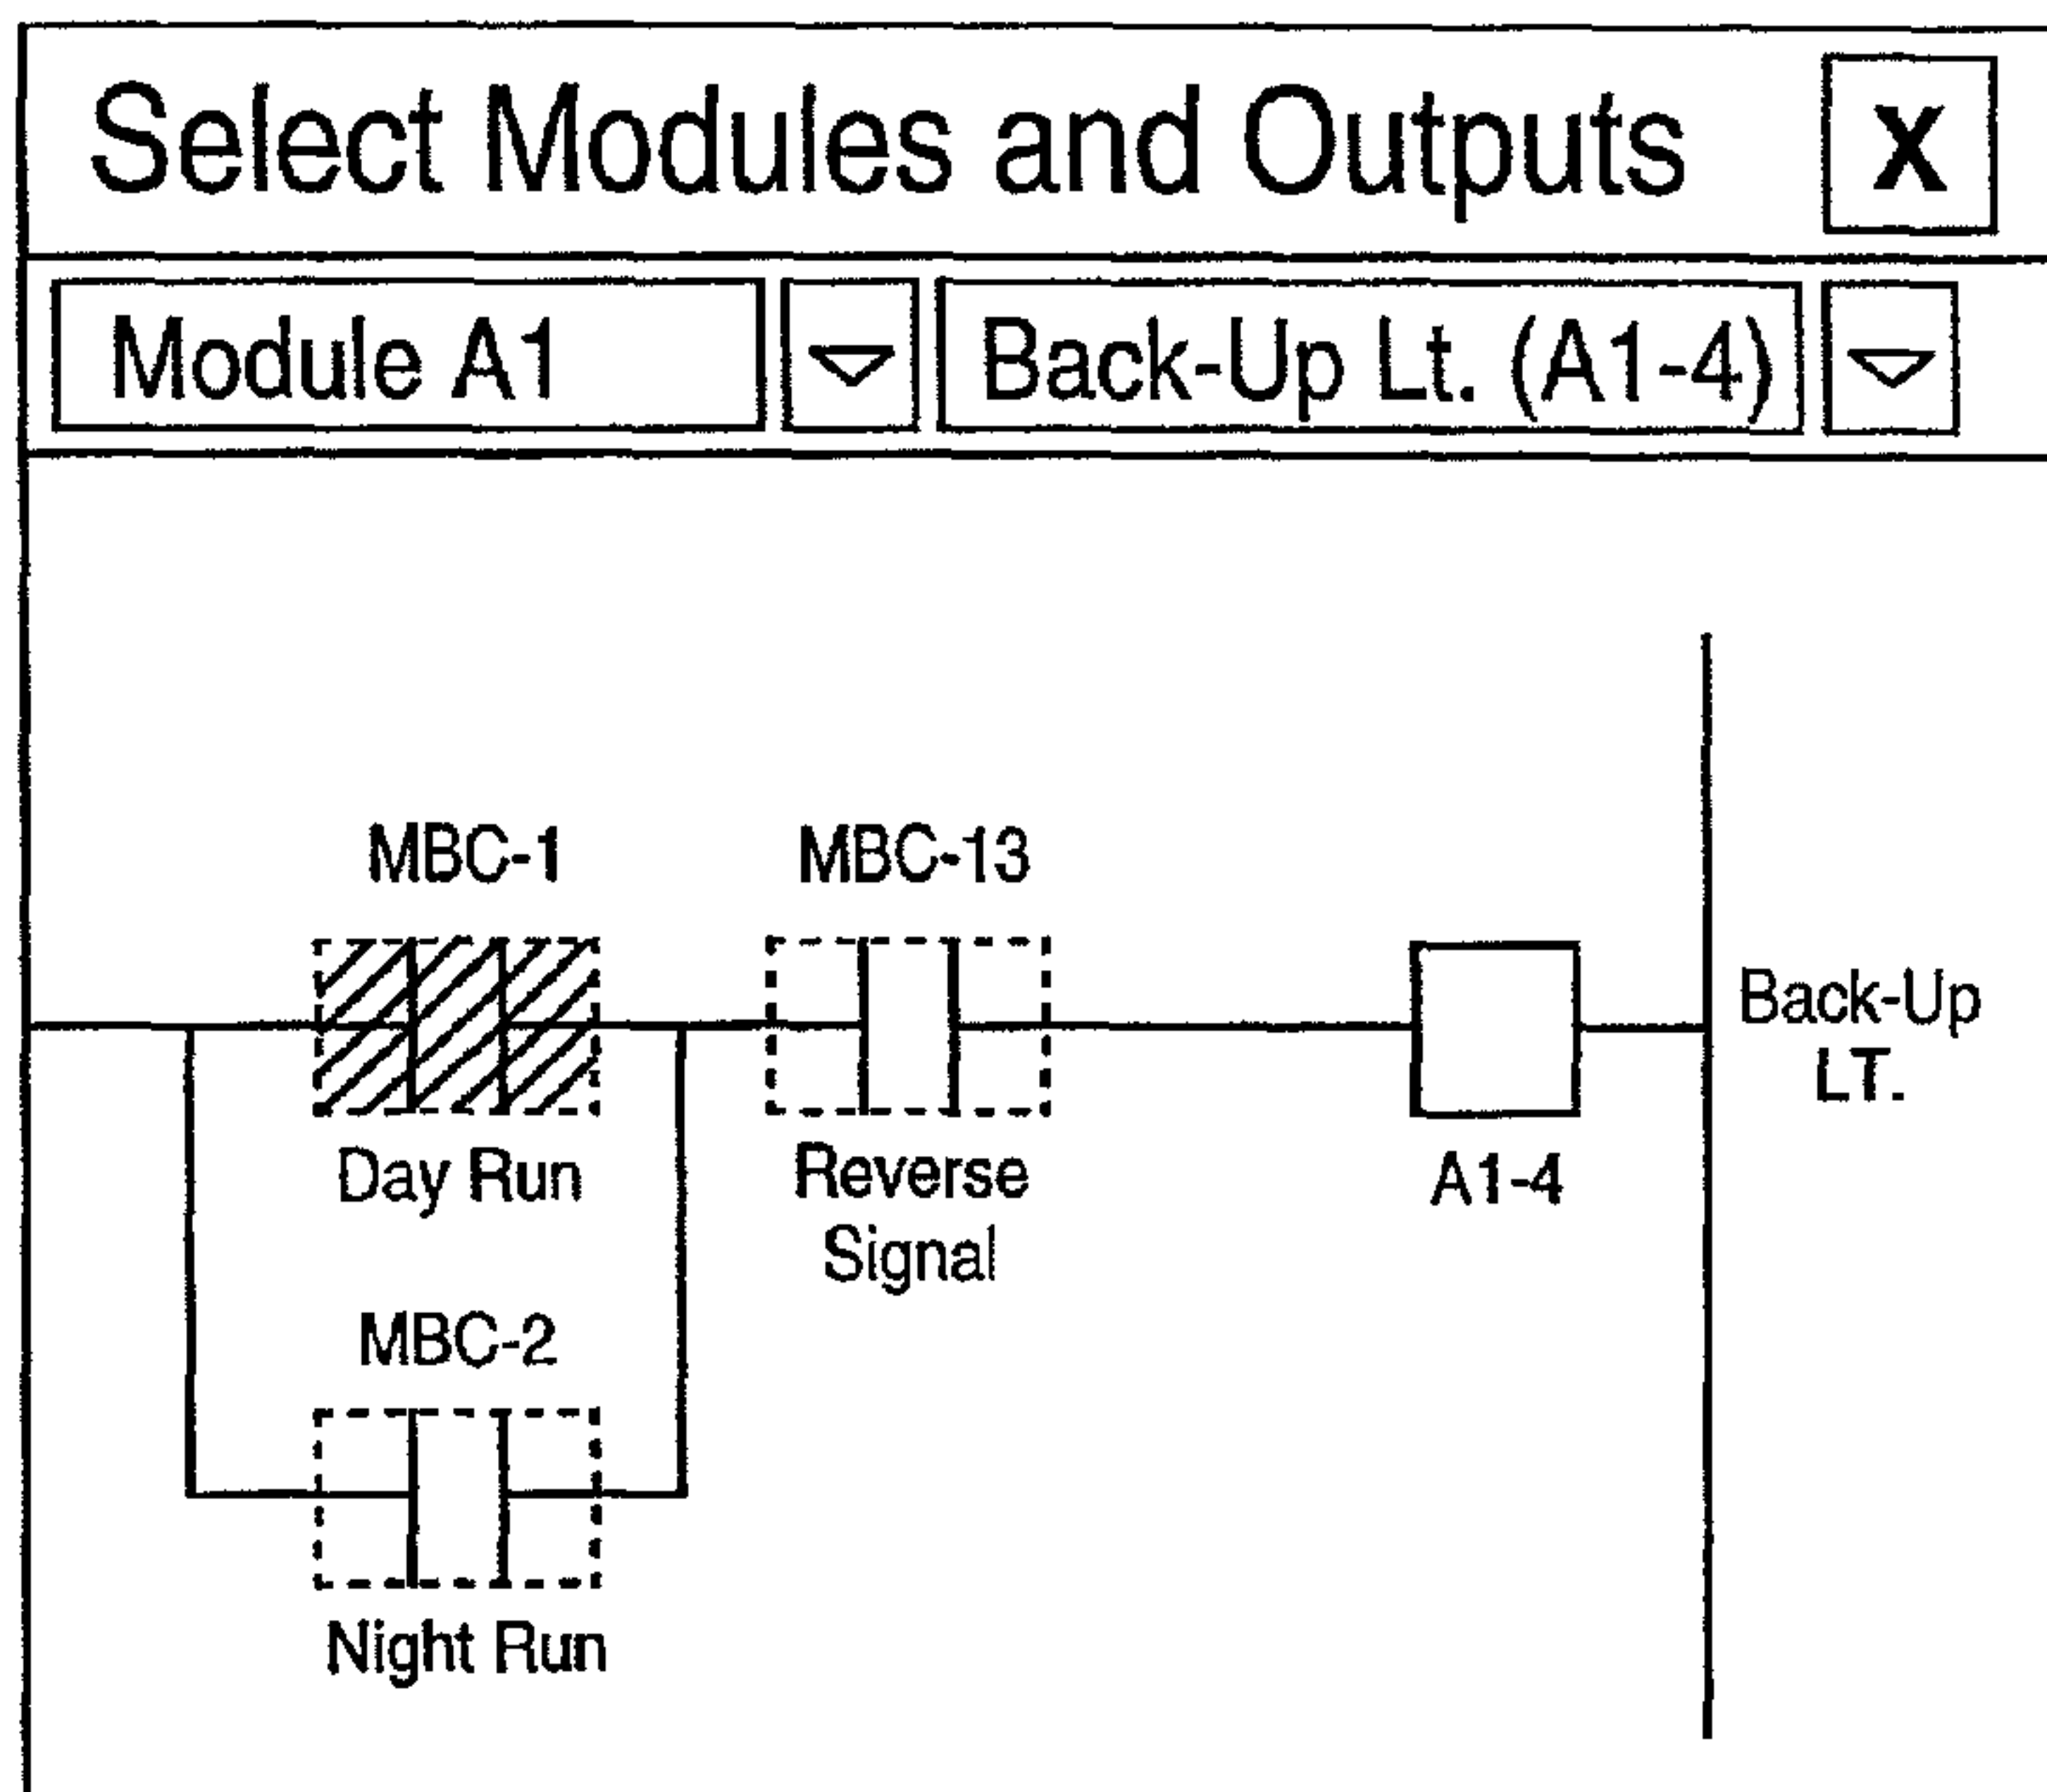 Select Modules and Outputs X
Module A1 Back-Up Lt. (A1-4)
MBC-1 MBC-13
Back-Up
LT.
Day Run Reverse
Signal
A1-4
MBC-2
Night Run